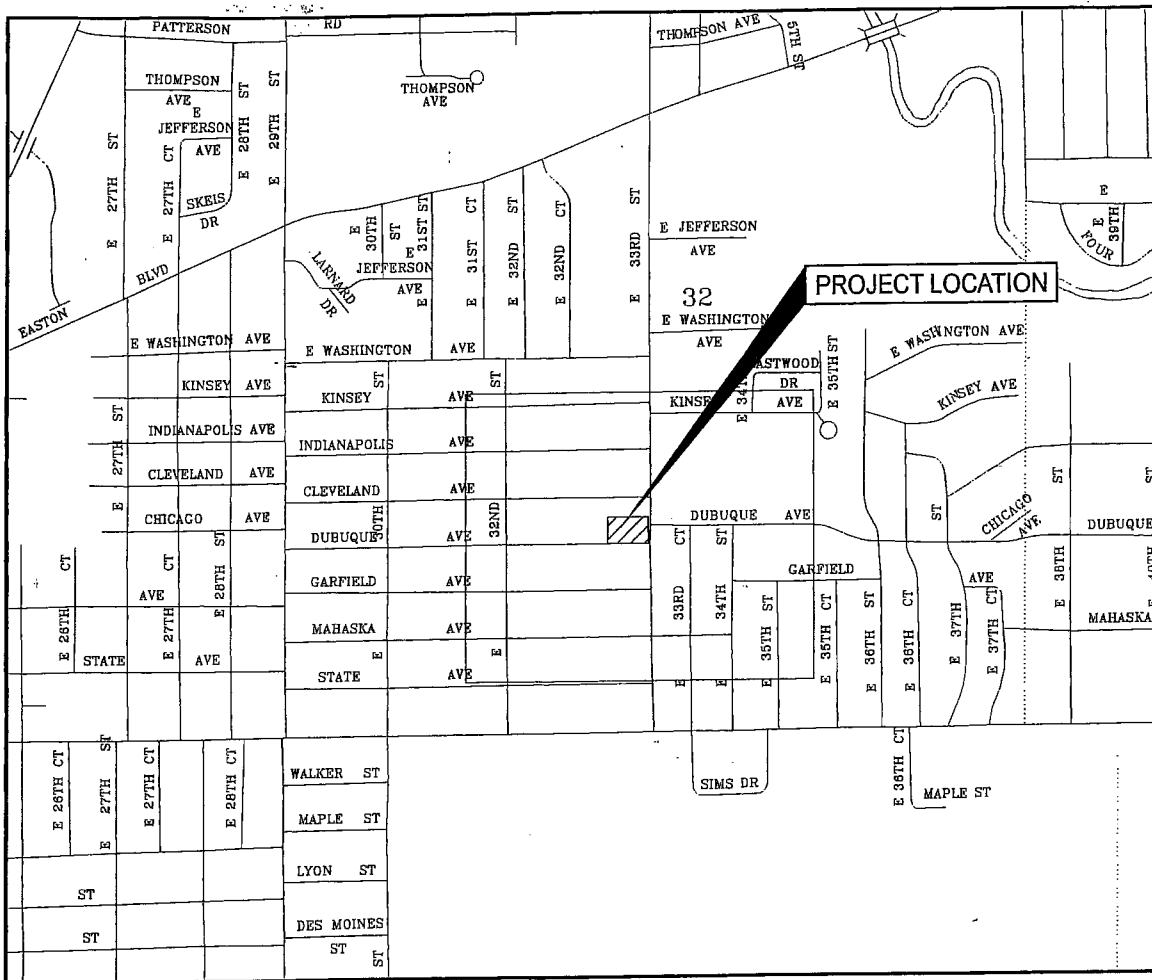 PATTERSON RD
THOMPSON AVE
5TH ST
THOMPSON
AVE
E
JEFFERSON
AVE
THOMPSON
AVE
E 28TH ST
E 29TH ST
E 27TH ST
E 27TH CT
SKEIS
DR
EASTON BLVD
LARNARD
DR
E 30TH ST
E
JEFFERSON
AVE
E 31ST ST
E 31ST CT
E 32ND ST
E 32ND CT
E 33RD ST
E JEFFERSON
AVE
32
PROJECT LOCATION
E
E 39TH
FOUR
E WASHINGTON AVE
E WASHINGTON AVE
E WASHINGTON
AVE
E WASHINGTON AVE
KINSEY AVE
KINSEY AVE
ASTWOOD
DR
AVE
E 35TH ST
KINSEY AVE
INDIANAPOLIS AVE
INDIANAPOLIS AVE
E 27TH ST
CLEVELAND AVE
CLEVELAND AVE
CHICAGO AVE
E 30TH ST
E 32ND ST
DUBUQUE AVE
DUBUQUE AVE
CHICAGO
AVE
DUBUQUE
ST
E 38TH ST
ST
GARFIELD AVE
GARFIELD
AVE
E 26TH CT
AVE
E 27TH CT
E 28TH ST
E 33RD CT
E 34TH ST
E 35TH ST
E 35TH CT
E 36TH ST
E 36TH CT
E 37TH
E 37TH CT
MAHASKA AVE
MAHASKA
STATE AVE
STATE AVE
WALKER ST
SIMS DR
E 36TH CT
MAPLE ST
E 26TH CT
E 27TH ST
E 27TH CT
E 28TH CT
MAPLE ST
LYON ST
ST
DES MOINES
ST
ST
ST